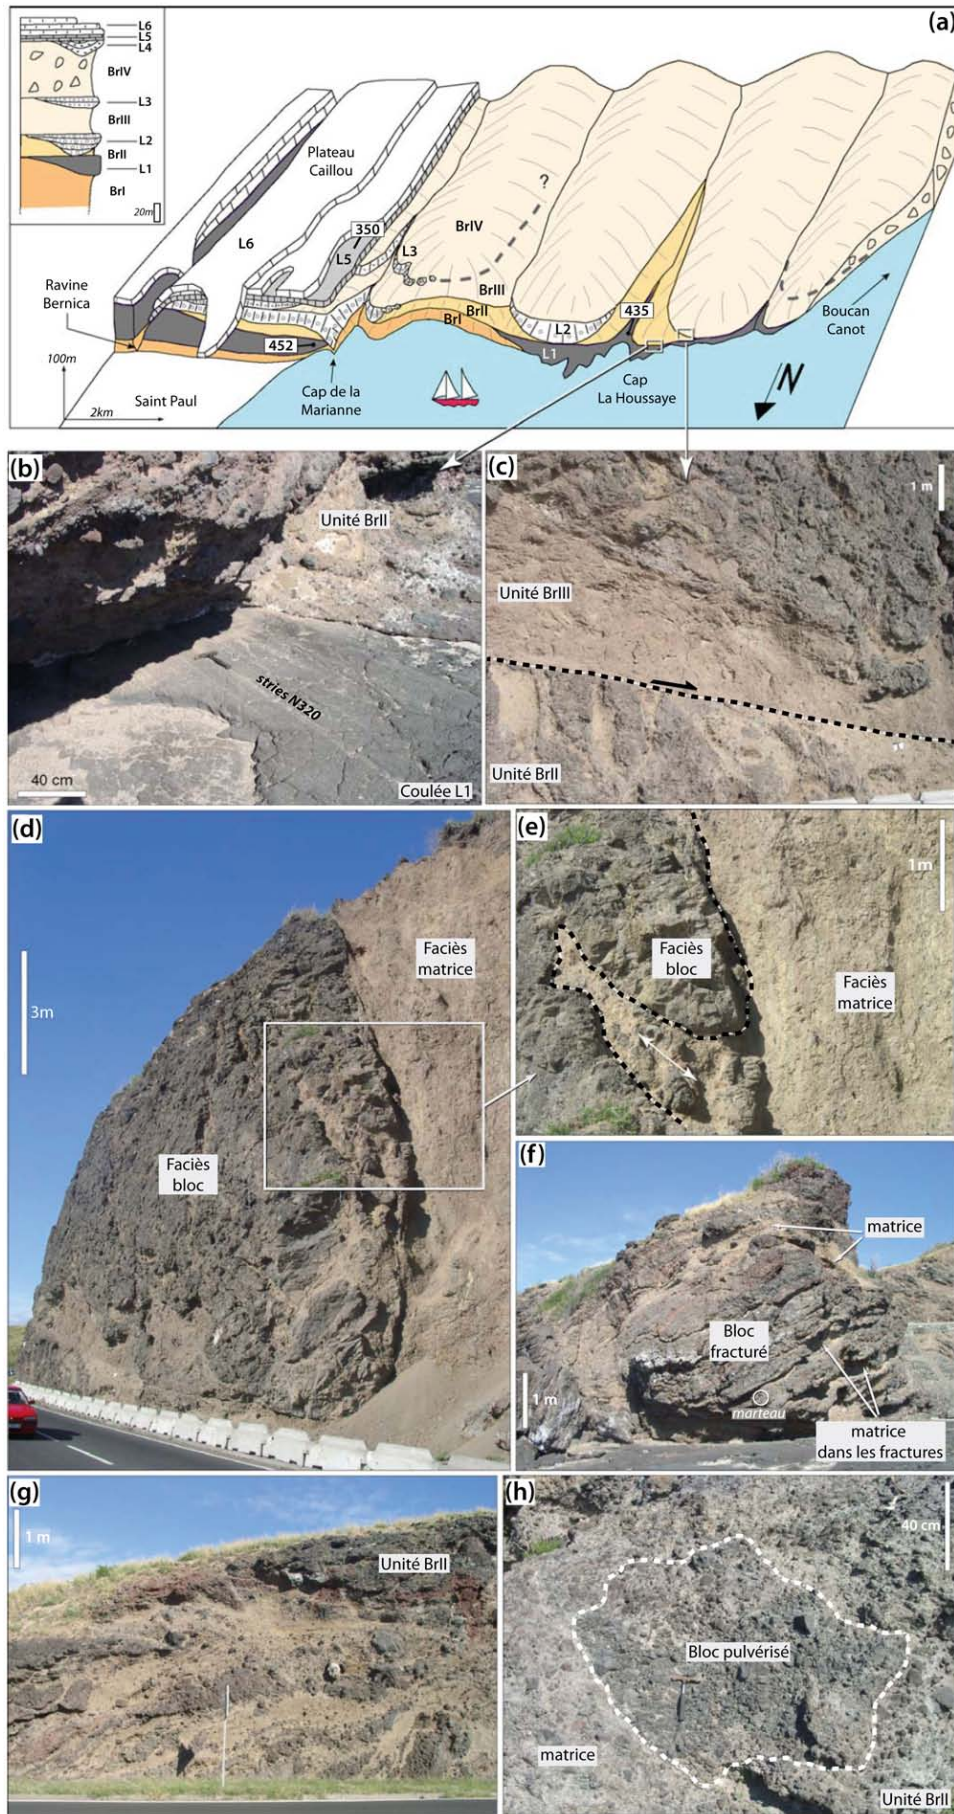 (a)
L6
L5
L4
BrIV
L3
BrIII
L2
BrII
L1
BrI
20m
Plateau
Caillou
350
L6
L5
L3
BrIV
?
BrIII
BrII
BrI
435
L2
L1
452
Ravine
Bernica
100m
2km
Saint Paul
Cap de la
Marianne
Cap
La Houssaye
Boucan
Canot
N
(b)
Unité BrII
stries N320
40 cm
Coulée L1
(c)
1 m
Unité BrIII
Unité BrII
(d)
3m
Faciès
matrice
Faciès
bloc
(e)
1m
Faciès
bloc
Faciès
matrice
(f)
matrice
Bloc
fracturé
1 m
marteau
matrice
dans les fractures
(g)
1 m
Unité BrII
(h)
40 cm
Bloc pulvérisé
matrice
Unité BrII